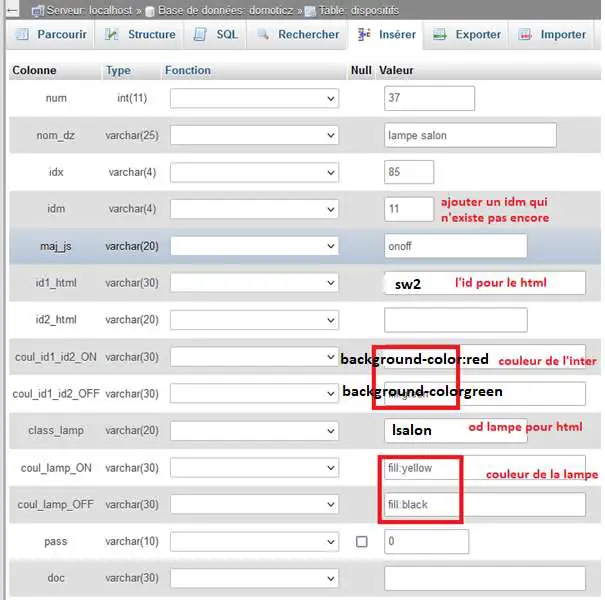 Serveur: localhost » Base de données: domoticz » Table: dispositifs
Parcourir Structure SQL Rechercher Insérer Exporter Importer
Colonne Type Fonction Null Valeur
num int(11) 37
nom_dz varchar(25) lampe salon
idx varchar(4) 85
idm varchar(4) 11 ajouter un idm qui
n'existe pas encore
maj_js varchar(20) onoff
id1_html varchar(30) sw2 l'id pour le html
id2_html varchar(30)
coul_id1_id2_ON varchar(30) background-color:red couleur de l'inter
coul_id1_id2_OFF varchar(30) background-colorgreen
class_lamp varchar(20) lsalon od lampe pour html
coul_lamp_ON varchar(30) fill:yellow couleur de la lampe
coul_lamp_OFF varchar(30) fill:black
pass varchar(10) 0
doc varchar(30)